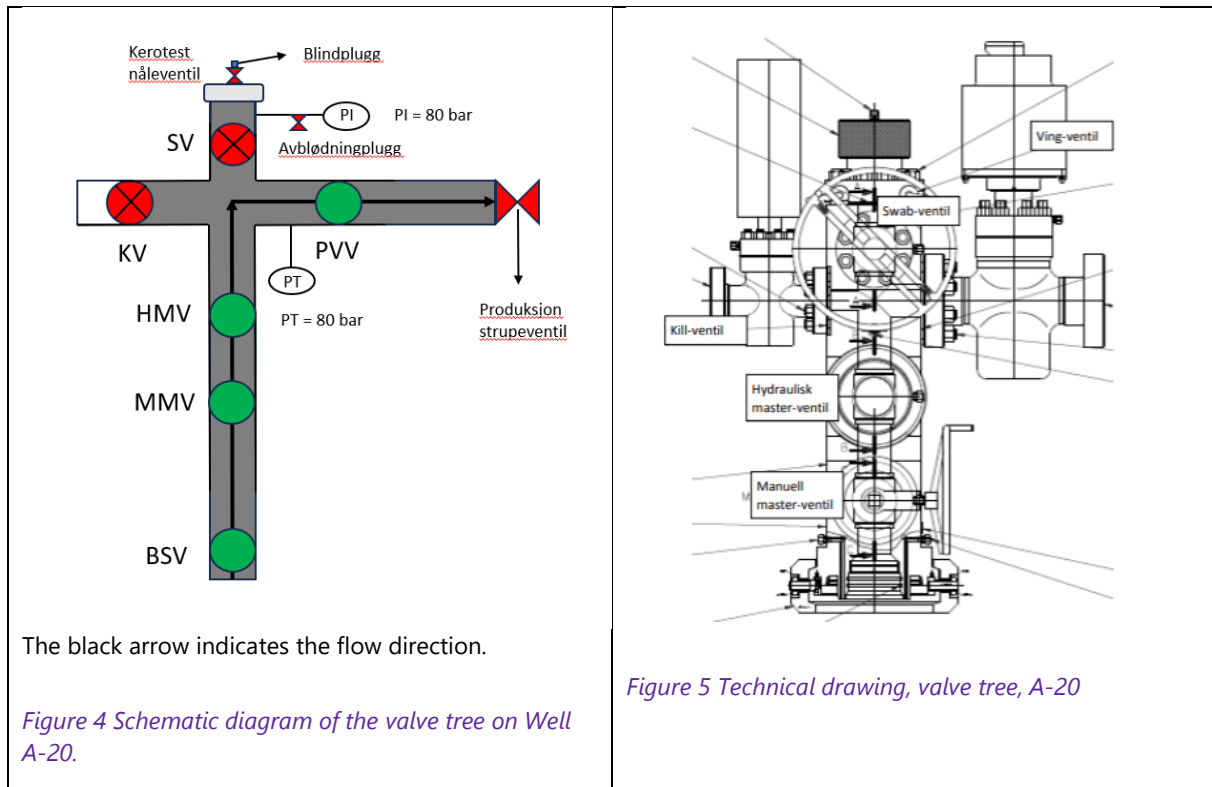 Kerotest
nåleventil
Blindplugg
PI
PI = 80 bar
SV
Avblødningplugg
KV
PVV
PT
HMV
PT = 80 bar
Produksjon
strupeventil
MMV
BSV
The black arrow indicates the flow direction.
Figure 4 Schematic diagram of the valve tree on Well
A-20.
Ving-ventil
Swab-ventil
Kill-ventil
Hydraulisk
master-ventil
Manuell
master-ventil
Figure 5 Technical drawing, valve tree, A-20